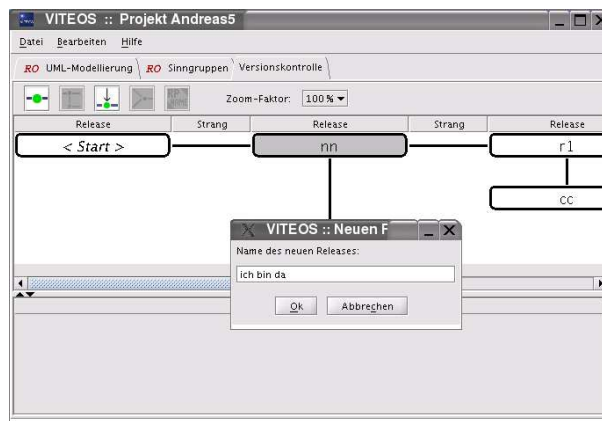 VITEOS :: Projekt Andreas5
Datei Bearbeiten Hilfe
RO UML-Modellierung RO Sinngruppen Versionskontrolle
Zoom-Faktor: 100 %
Release Strang Release Strang Release
< Start > nn r1
cc
VITEOS :: Neuen F
Name des neuen Releases:
ich bin da
Ok Abbrechen